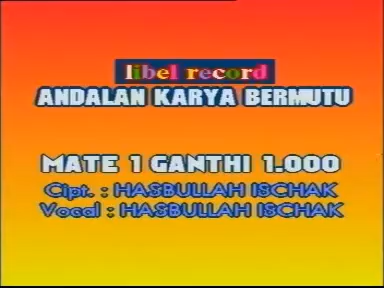 libel record
ANDALAN KARYA BERMUTU
MATE 1 GANTHI 1.000
Cipt. : HASBULLAH ISCHAK
Vocal : HASBULLAH ISCHAK